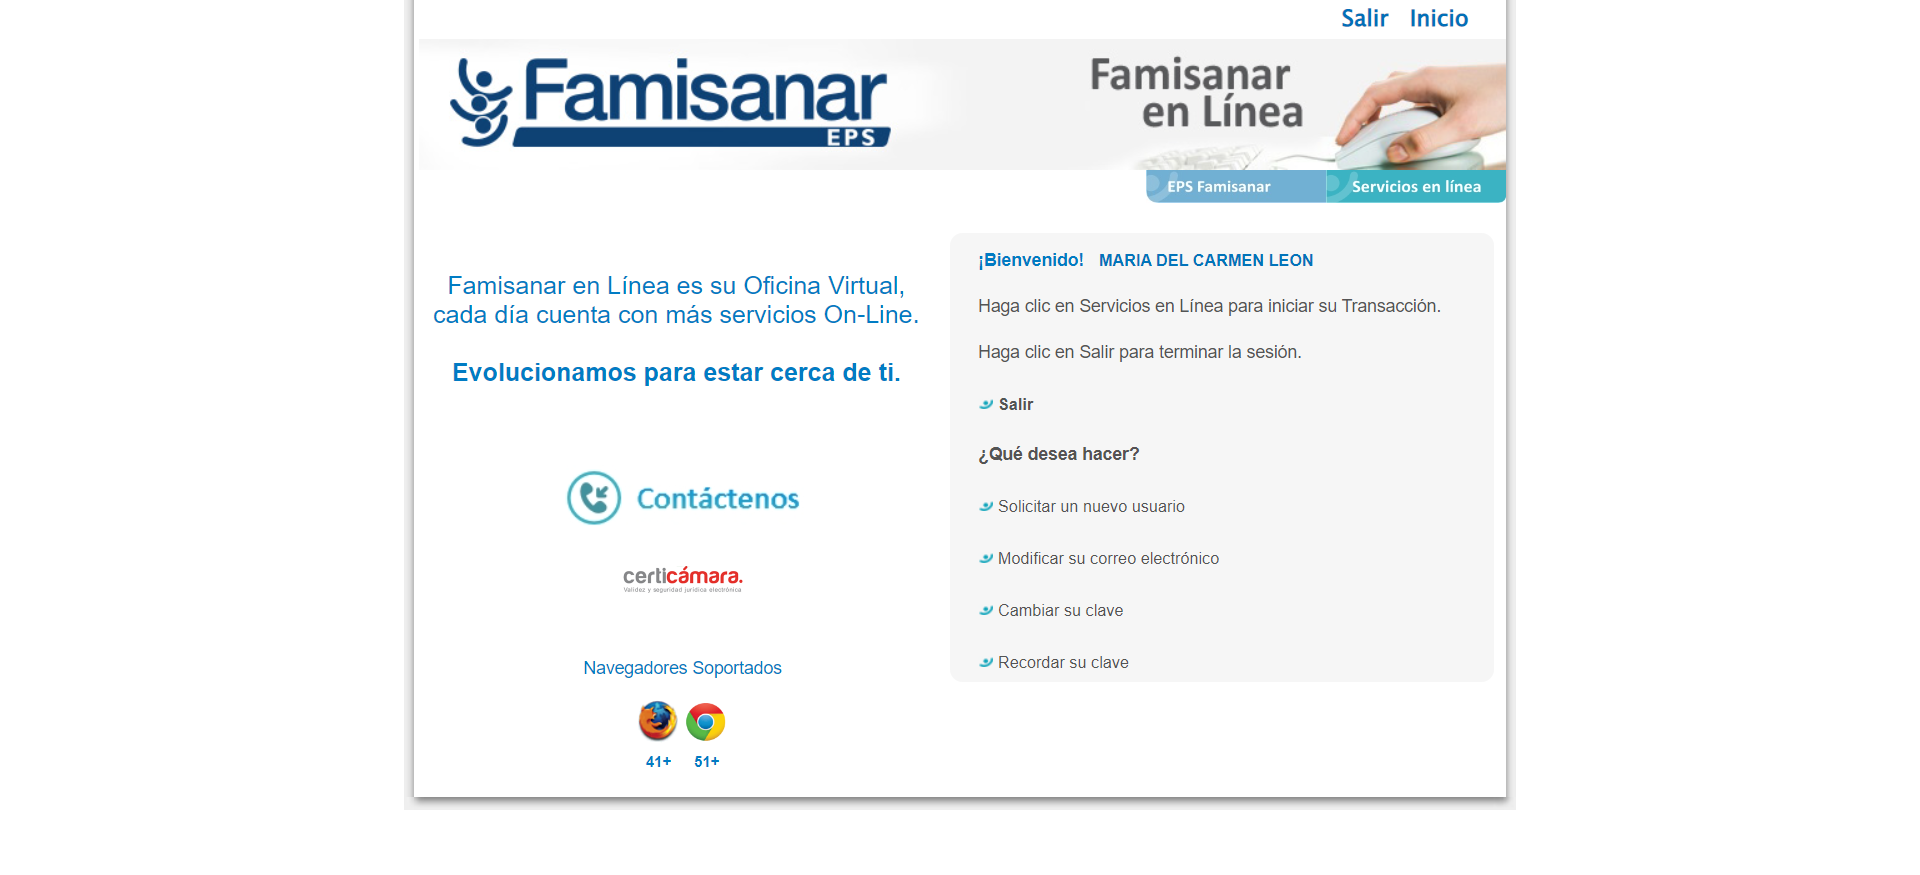 Salir Inicio
Famisanar
EPS
Famisanar
en Línea
EPS Famisanar
Servicios en línea
Famisanar en Línea es su Oficina Virtual,
cada día cuenta con más servicios On-Line.
Evolucionamos para estar cerca de ti.
Contáctenos
certicámara.
Validez y seguridad jurídica electrónica
Navegadores Soportados
41+ 51+
¡Bienvenido! MARIA DEL CARMEN LEON
Haga clic en Servicios en Línea para iniciar su Transacción.
Haga clic en Salir para terminar la sesión.
Salir
¿Qué desea hacer?
Solicitar un nuevo usuario
Modificar su correo electrónico
Cambiar su clave
Recordar su clave